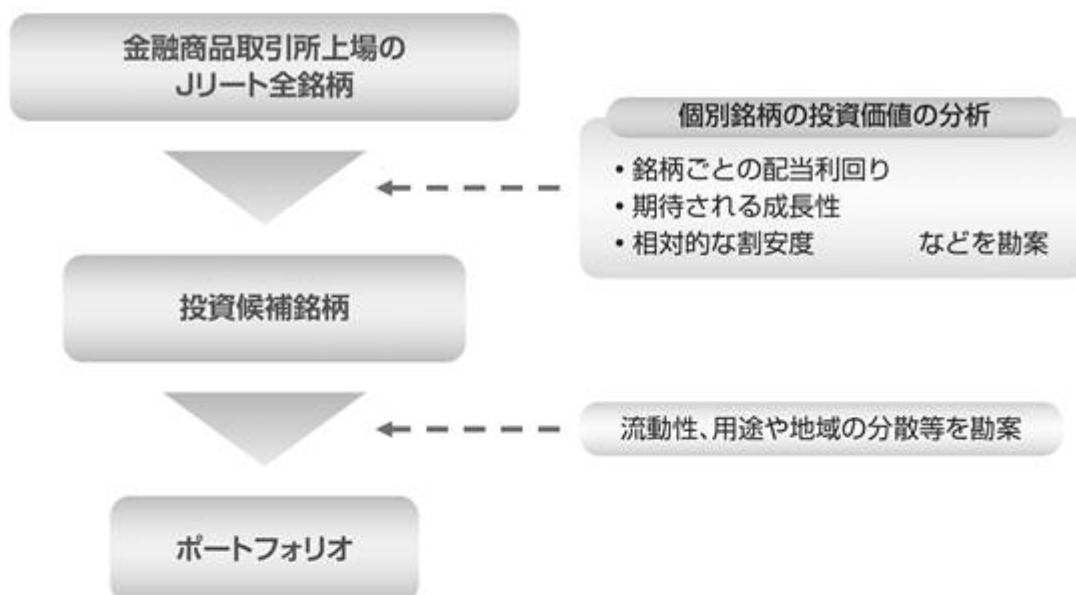 金融商品取引所上場の
Jリート全銘柄
個別銘柄の投資価値の分析
・銘柄ごとの配当利回り
・期待される成長性
・相対的な割安度 などを勘案
投資候補銘柄
流動性、用途や地域の分散等を勘案
ポートフォリオ